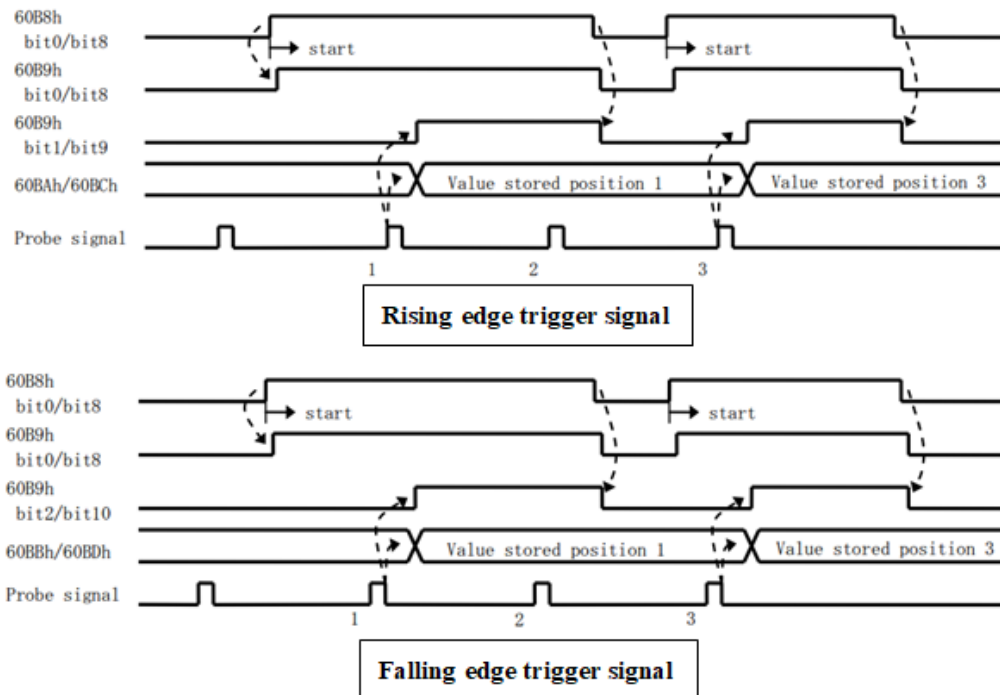 60B8h
bit0/bit8
start
start
60B9h
bit0/bit8
60B9h
bit1/bit9
60BAh/60BCh
Value stored position 1
Value stored position 3
Probe signal
1
2
3
Rising edge trigger signal
60B8h
bit0/bit8
start
start
60B9h
bit0/bit8
60B9h
bit2/bit10
60BBh/60BDh
Value stored position 1
Value stored position 3
Probe signal
1
2
3
Falling edge trigger signal